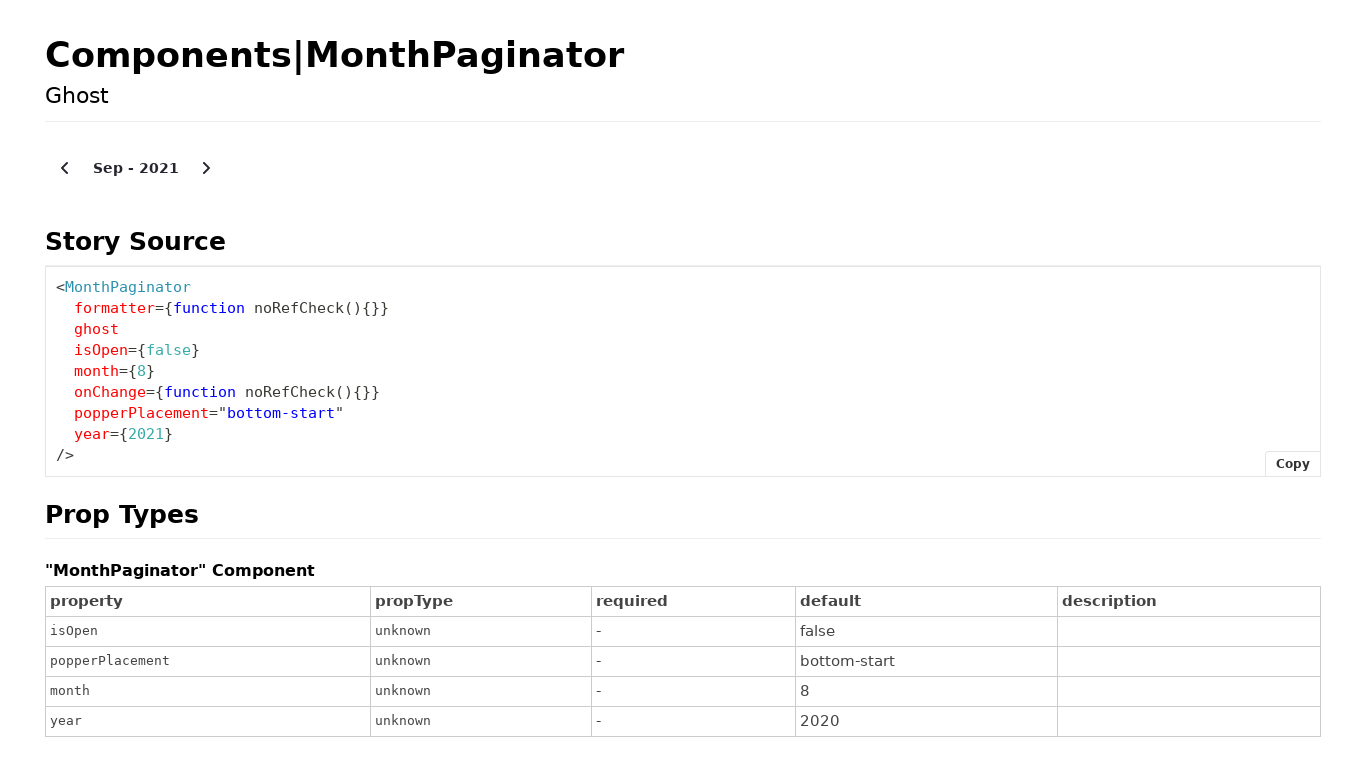 Components|MonthPaginator
Ghost
Sep - 2021
Story Source
<MonthPaginator
  formatter={function noRefCheck(){}}
  ghost
  isOpen={false}
  month={8}
  onChange={function noRefCheck(){}}
  popperPlacement="bottom-start"
  year={2021}
/>
Copy
Prop Types
"MonthPaginator" Component
property propType required default description
isOpen unknown - false
popperPlacement unknown - bottom-start
month unknown - 8
year unknown - 2020